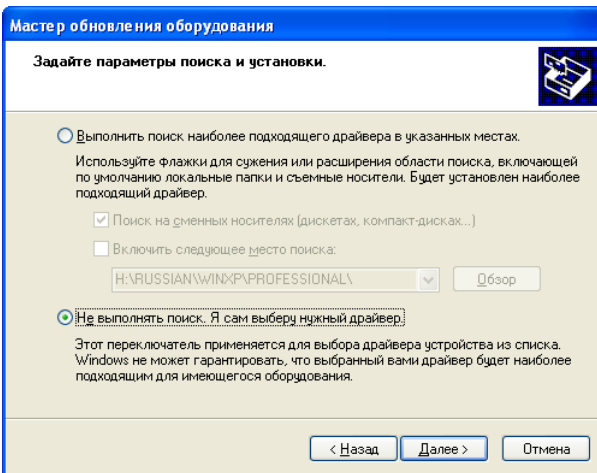 Мастер обновления оборудования
Задайте параметры поиска и установки.
Выполнить поиск наиболее подходящего драйвера в указанных местах.
Используйте флажки для сужения или расширения области поиска, включающей
по умолчанию локальные папки и съемные носители. Будет установлен наиболее
подходящий драйвер.
Поиск на сменных носителях (дискетах, компакт-дисках...)
Включить следующее место поиска:
H:\RUSSIAN\WINXP\PROFESSIONAL\
Обзор
Не выполнять поиск. Я сам выберу нужный драйвер.
Этот переключатель применяется для выбора драйвера устройства из списка.
Windows не может гарантировать, что выбранный вами драйвер будет наиболее
подходящим для имеющегося оборудования.
< Назад Далее > Отмена